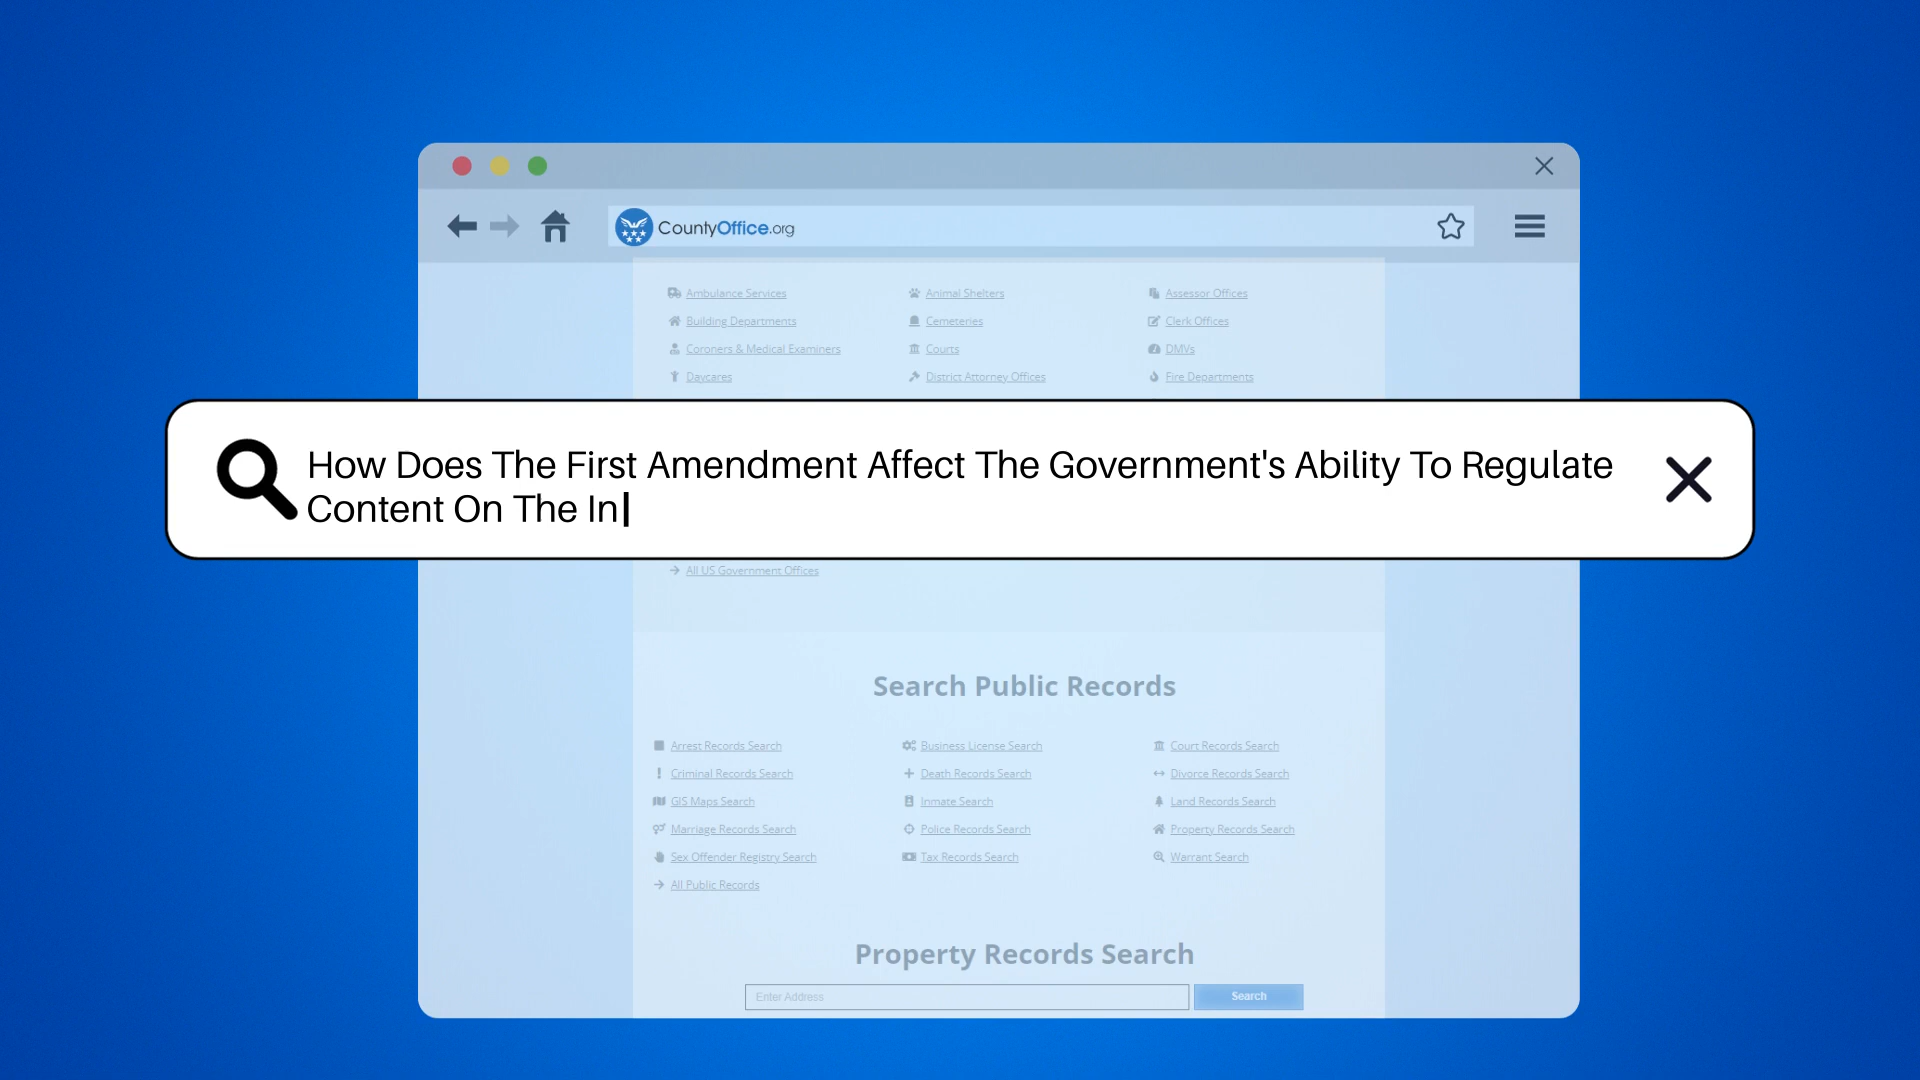 CountyOffice.org
Ambulance Services Animal Shelters Assessor Offices
Building Departments Cemeteries Clerk Offices
Coroners & Medical Examiners Courts DMVs
Daycares District Attorney Offices Fire Departments
How Does The First Amendment Affect The Government's Ability To Regulate
Content On The In
All US Government Offices
Search Public Records
Arrest Records Search Business License Search Court Records Search
Criminal Records Search Death Records Search Divorce Records Search
GIS Maps Search Inmate Search Land Records Search
Marriage Records Search Police Records Search Property Records Search
Sex Offender Registry Search Tax Records Search Warrant Search
All Public Records
Property Records Search
Enter Address Search